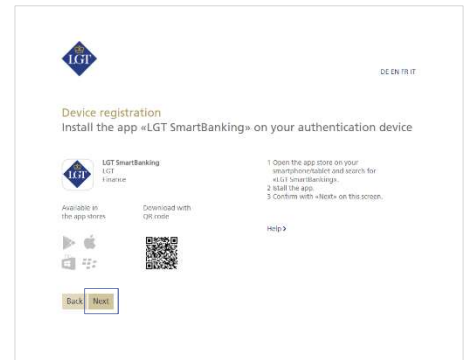 LGT
DE EN FR IT
Device registration
Install the app «LGT SmartBanking» on your authentication device
LGT
LGT SmartBanking
LGT
Finance
1 Open the app store on your
smartphone/tablet and search for
«LGT SmartBanking».
2 Istall the app.
3 Confirm with «Next» on this screen.
Available in
the app stores
Download with
QR code
Help >
Back
Next